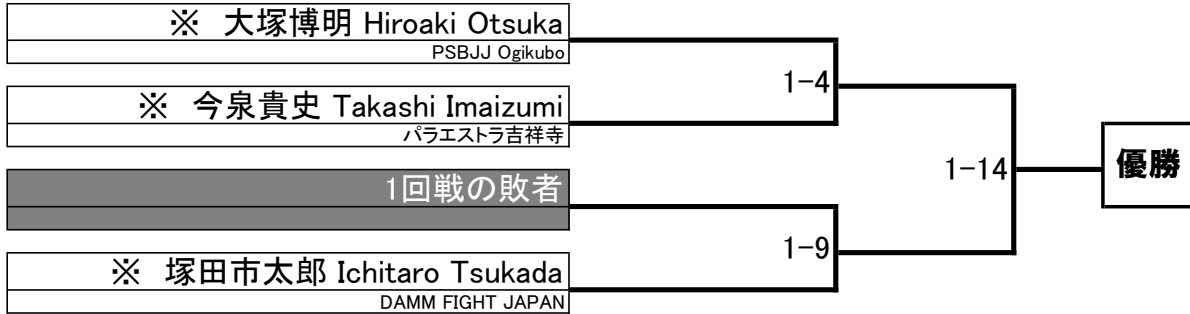 ※ 大塚博明 Hiroaki Otsuka
PSBJJ Ogikubo
1-4
※ 今泉貴史 Takashi Imaizumi
パラエストラ吉祥寺
1-14
優勝
1回戦の敗者
1-9
※ 塚田市太郎 Ichitaro Tsukada
DAMM FIGHT JAPAN